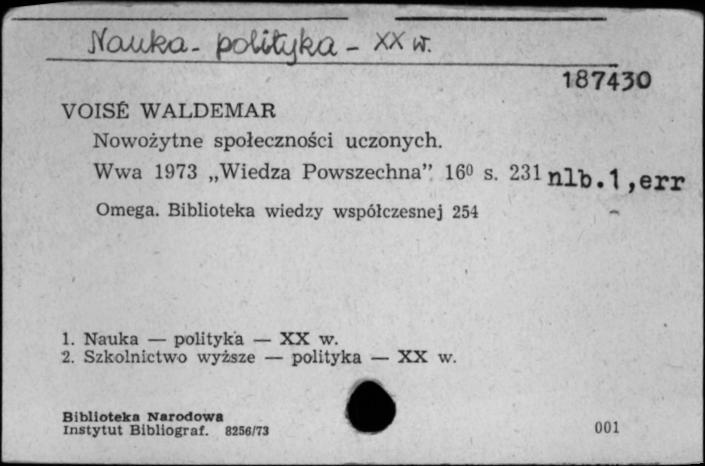 Nauka - polityka - XX w.
187430
VOISÉ WALDEMAR
Nowożytne społeczności uczonych.
Wwa 1973 „Wiedza Powszechna” 16⁰ s. 231 nlb.1,err
Omega. Biblioteka wiedzy współczesnej 254
1. Nauka — polityka — XX w.
2. Szkolnictwo wyższe — polityka — XX w.
Biblioteka Narodowa
Instytut Bibliograf. 8256/73
001